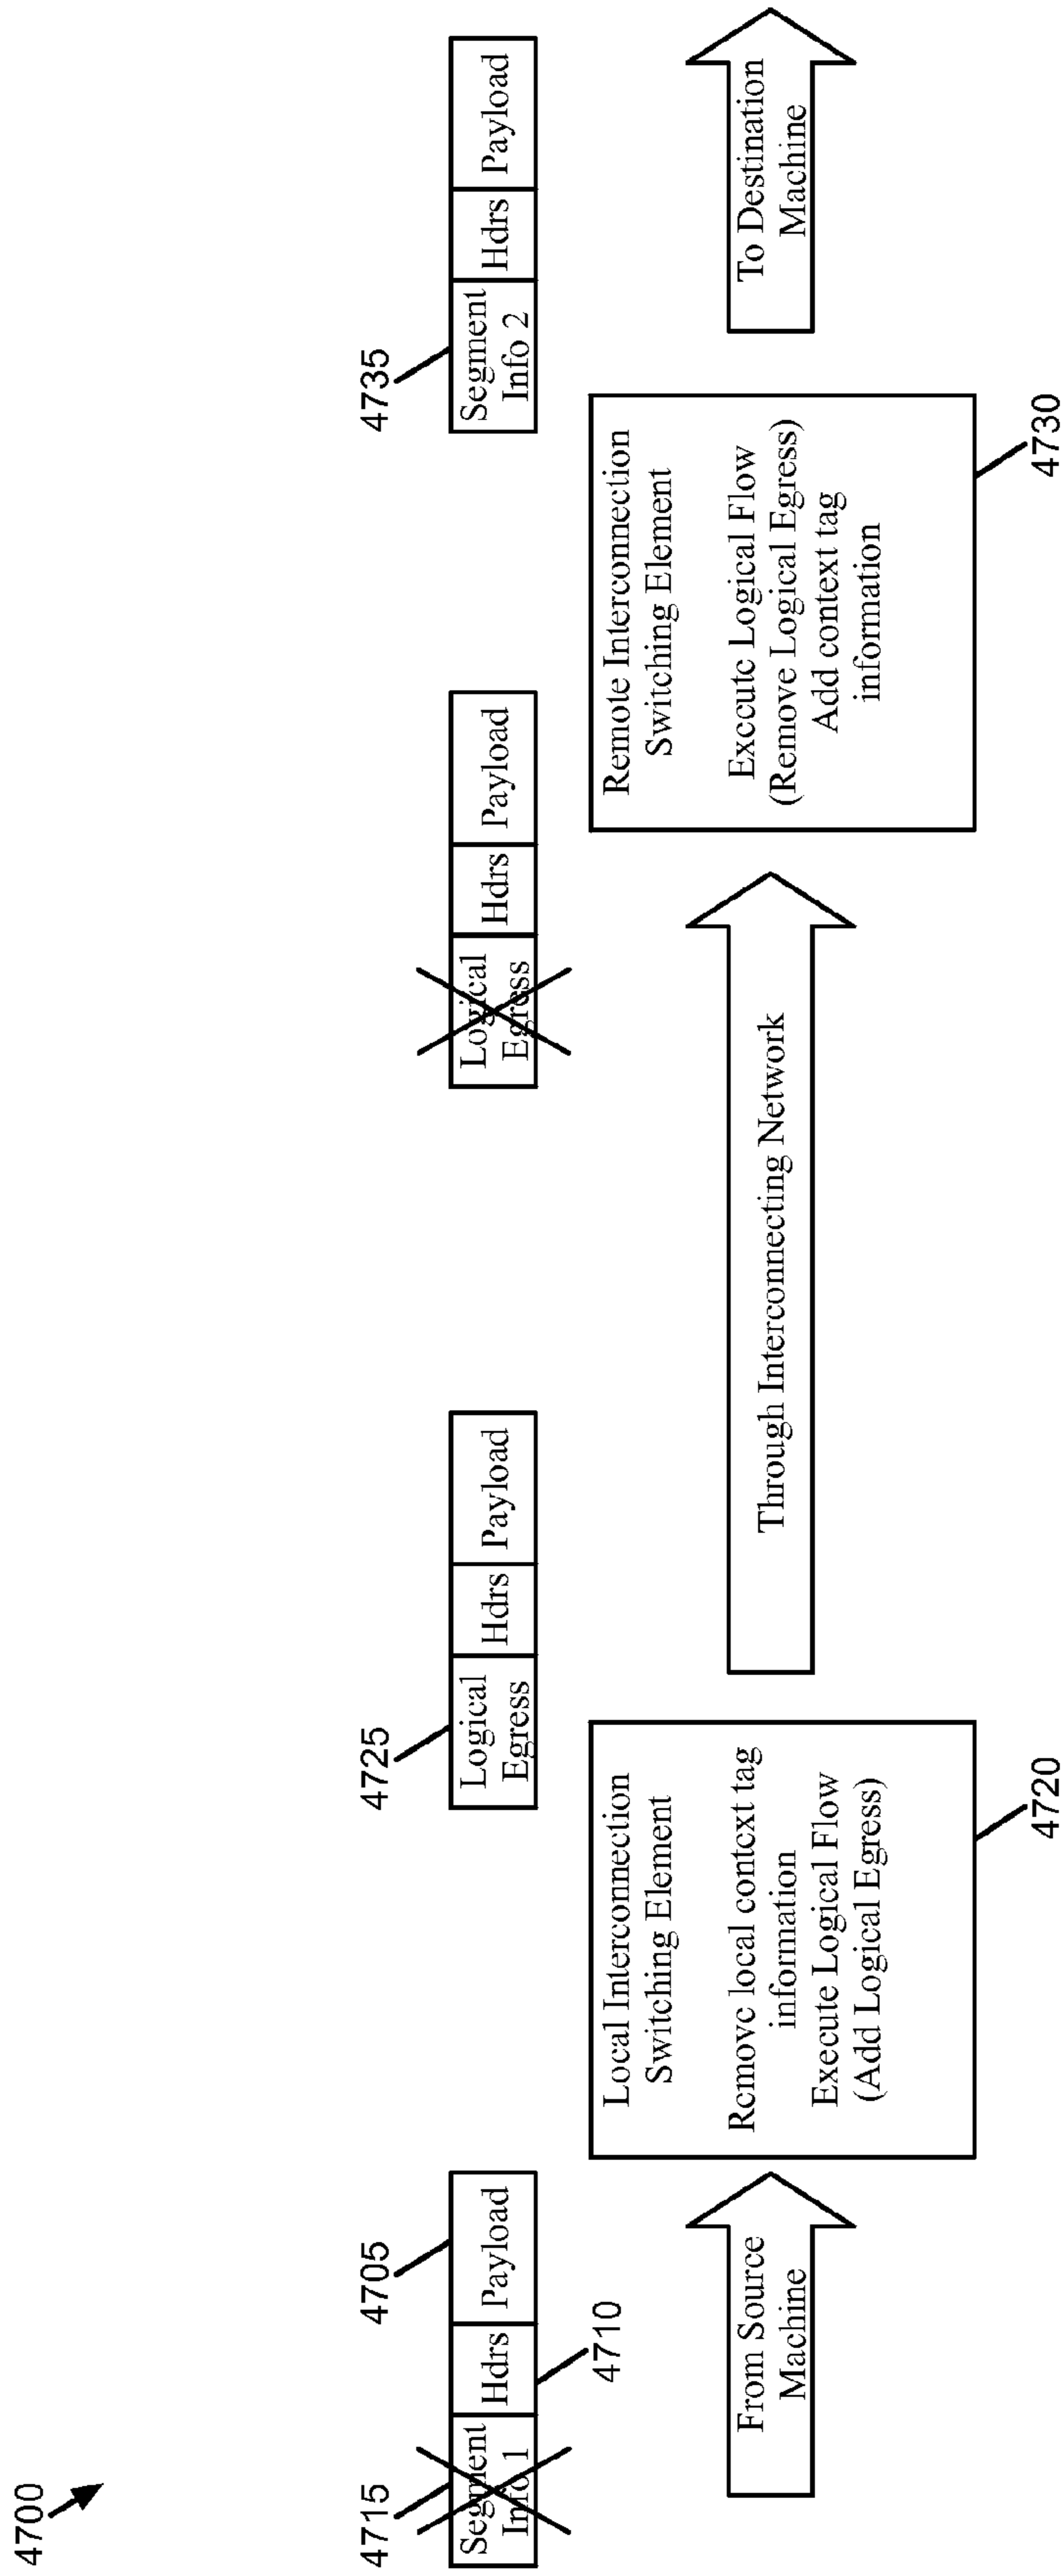 4700
4715
Segment
Info 1
Hdrs
4710
Payload
4705
From Source
Machine
Local Interconnection
Switching Element
Remove local context tag
information
Execute Logical Flow
(Add Logical Egress)
4720
4725
Logical
Egress
Hdrs
Payload
Through Interconnecting Network
Logical
Egress
Hdrs
Payload
Remote Interconnection
Switching Element
Execute Logical Flow
(Remove Logical Egress)
Add context tag
information
4730
4735
Segment
Info 2
Hdrs
Payload
To Destination
Machine